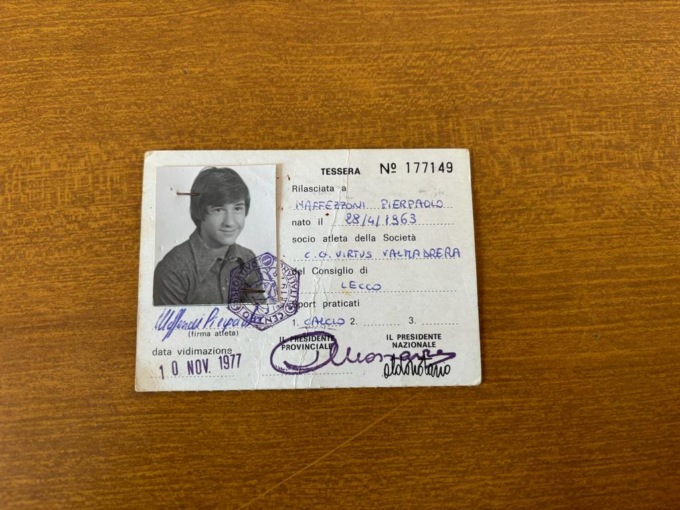 TESSERA Nº 177149
Rilasciata a
MAFFEZZONI PIERPAOLO
nato il 28/4/1963
socio atleta della Società
C.G. VIRTUS VALMADRERA
del Consiglio di
LECCO
sport praticati
1. CALCIO 2. 3.
(firma atleta)
data vidimazione
10 NOV. 1977
IL PRESIDENTE
PROVINCIALE
IL PRESIDENTE
NAZIONALE